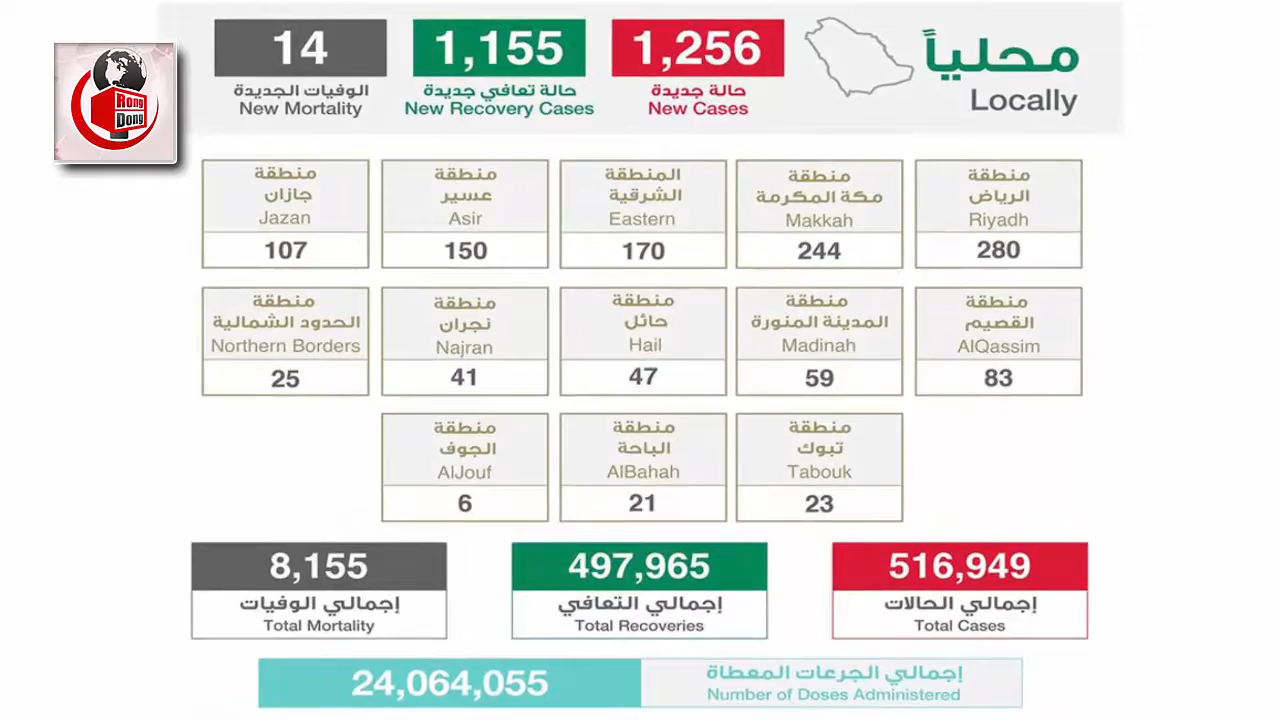 محلياً
Locally
1,256
حالة جديدة
New Cases
1,155
حالة تعافي جديدة
New Recovery Cases
14
الوفيات الجديدة
New Mortality
Rong
Dong
منطقة
الرياض
Riyadh
280
منطقة
مكة المكرمة
Makkah
244
المنطقة
الشرقية
Eastern
170
منطقة
عسير
Asir
150
منطقة
جازان
Jazan
107
منطقة
القصيم
AlQassim
83
منطقة
المدينة المنورة
Madinah
59
منطقة
حائل
Hail
47
منطقة
نجران
Najran
41
منطقة
الحدود الشمالية
Northern Borders
25
منطقة
تبوك
Tabouk
23
منطقة
الباحة
AlBahah
21
منطقة
الجوف
AlJouf
6
516,949
إجمالي الحالات
Total Cases
497,965
إجمالي التعافي
Total Recoveries
8,155
إجمالي الوفيات
Total Mortality
إجمالي الجرعات المعطاة
Number of Doses Administered
24,064,055